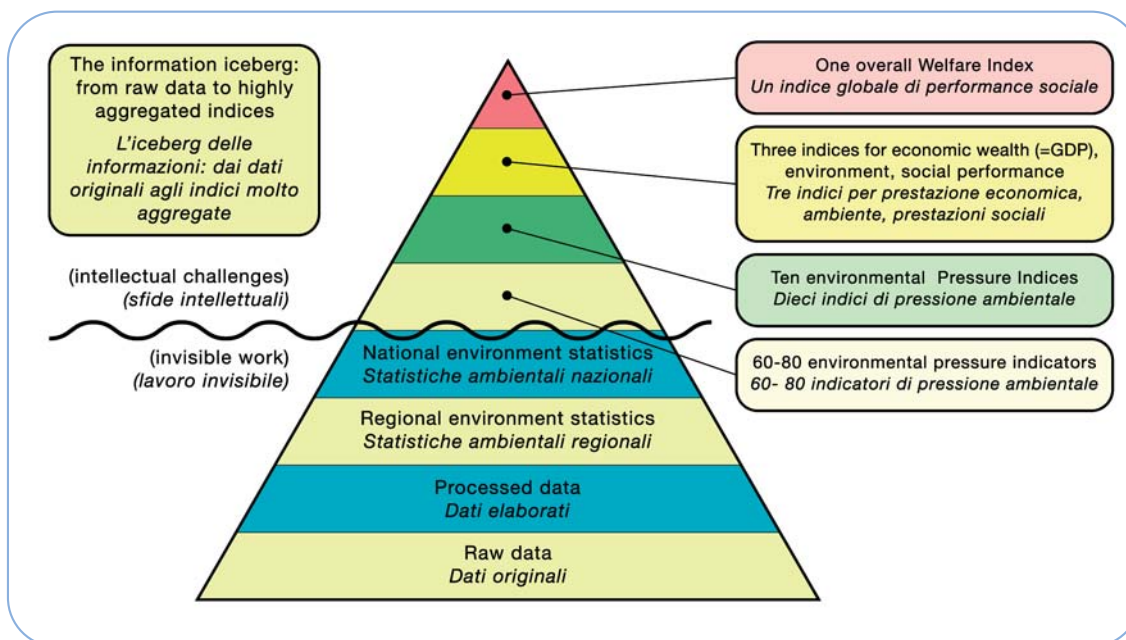 The information iceberg:
from raw data to highly
aggregated indices
L'iceberg delle
informazioni: dai dati
originali agli indici molto
aggregate
(intellectual challenges)
(sfide intellettuali)
(invisible work)
(lavoro invisibile)
One overall Welfare Index
Un indice globale di performance sociale
Three indices for economic wealth (=GDP),
environment, social performance
Tre indici per prestazione economica,
ambiente, prestazioni sociali
Ten environmental Pressure Indices
Dieci indici di pressione ambientale
60-80 environmental pressure indicators
60- 80 indicatori di pressione ambientale
National environment statistics
Statistiche ambientali nazionali
Regional environment statistics
Statistiche ambientali regionali
Processed data
Dati elaborati
Raw data
Dati originali